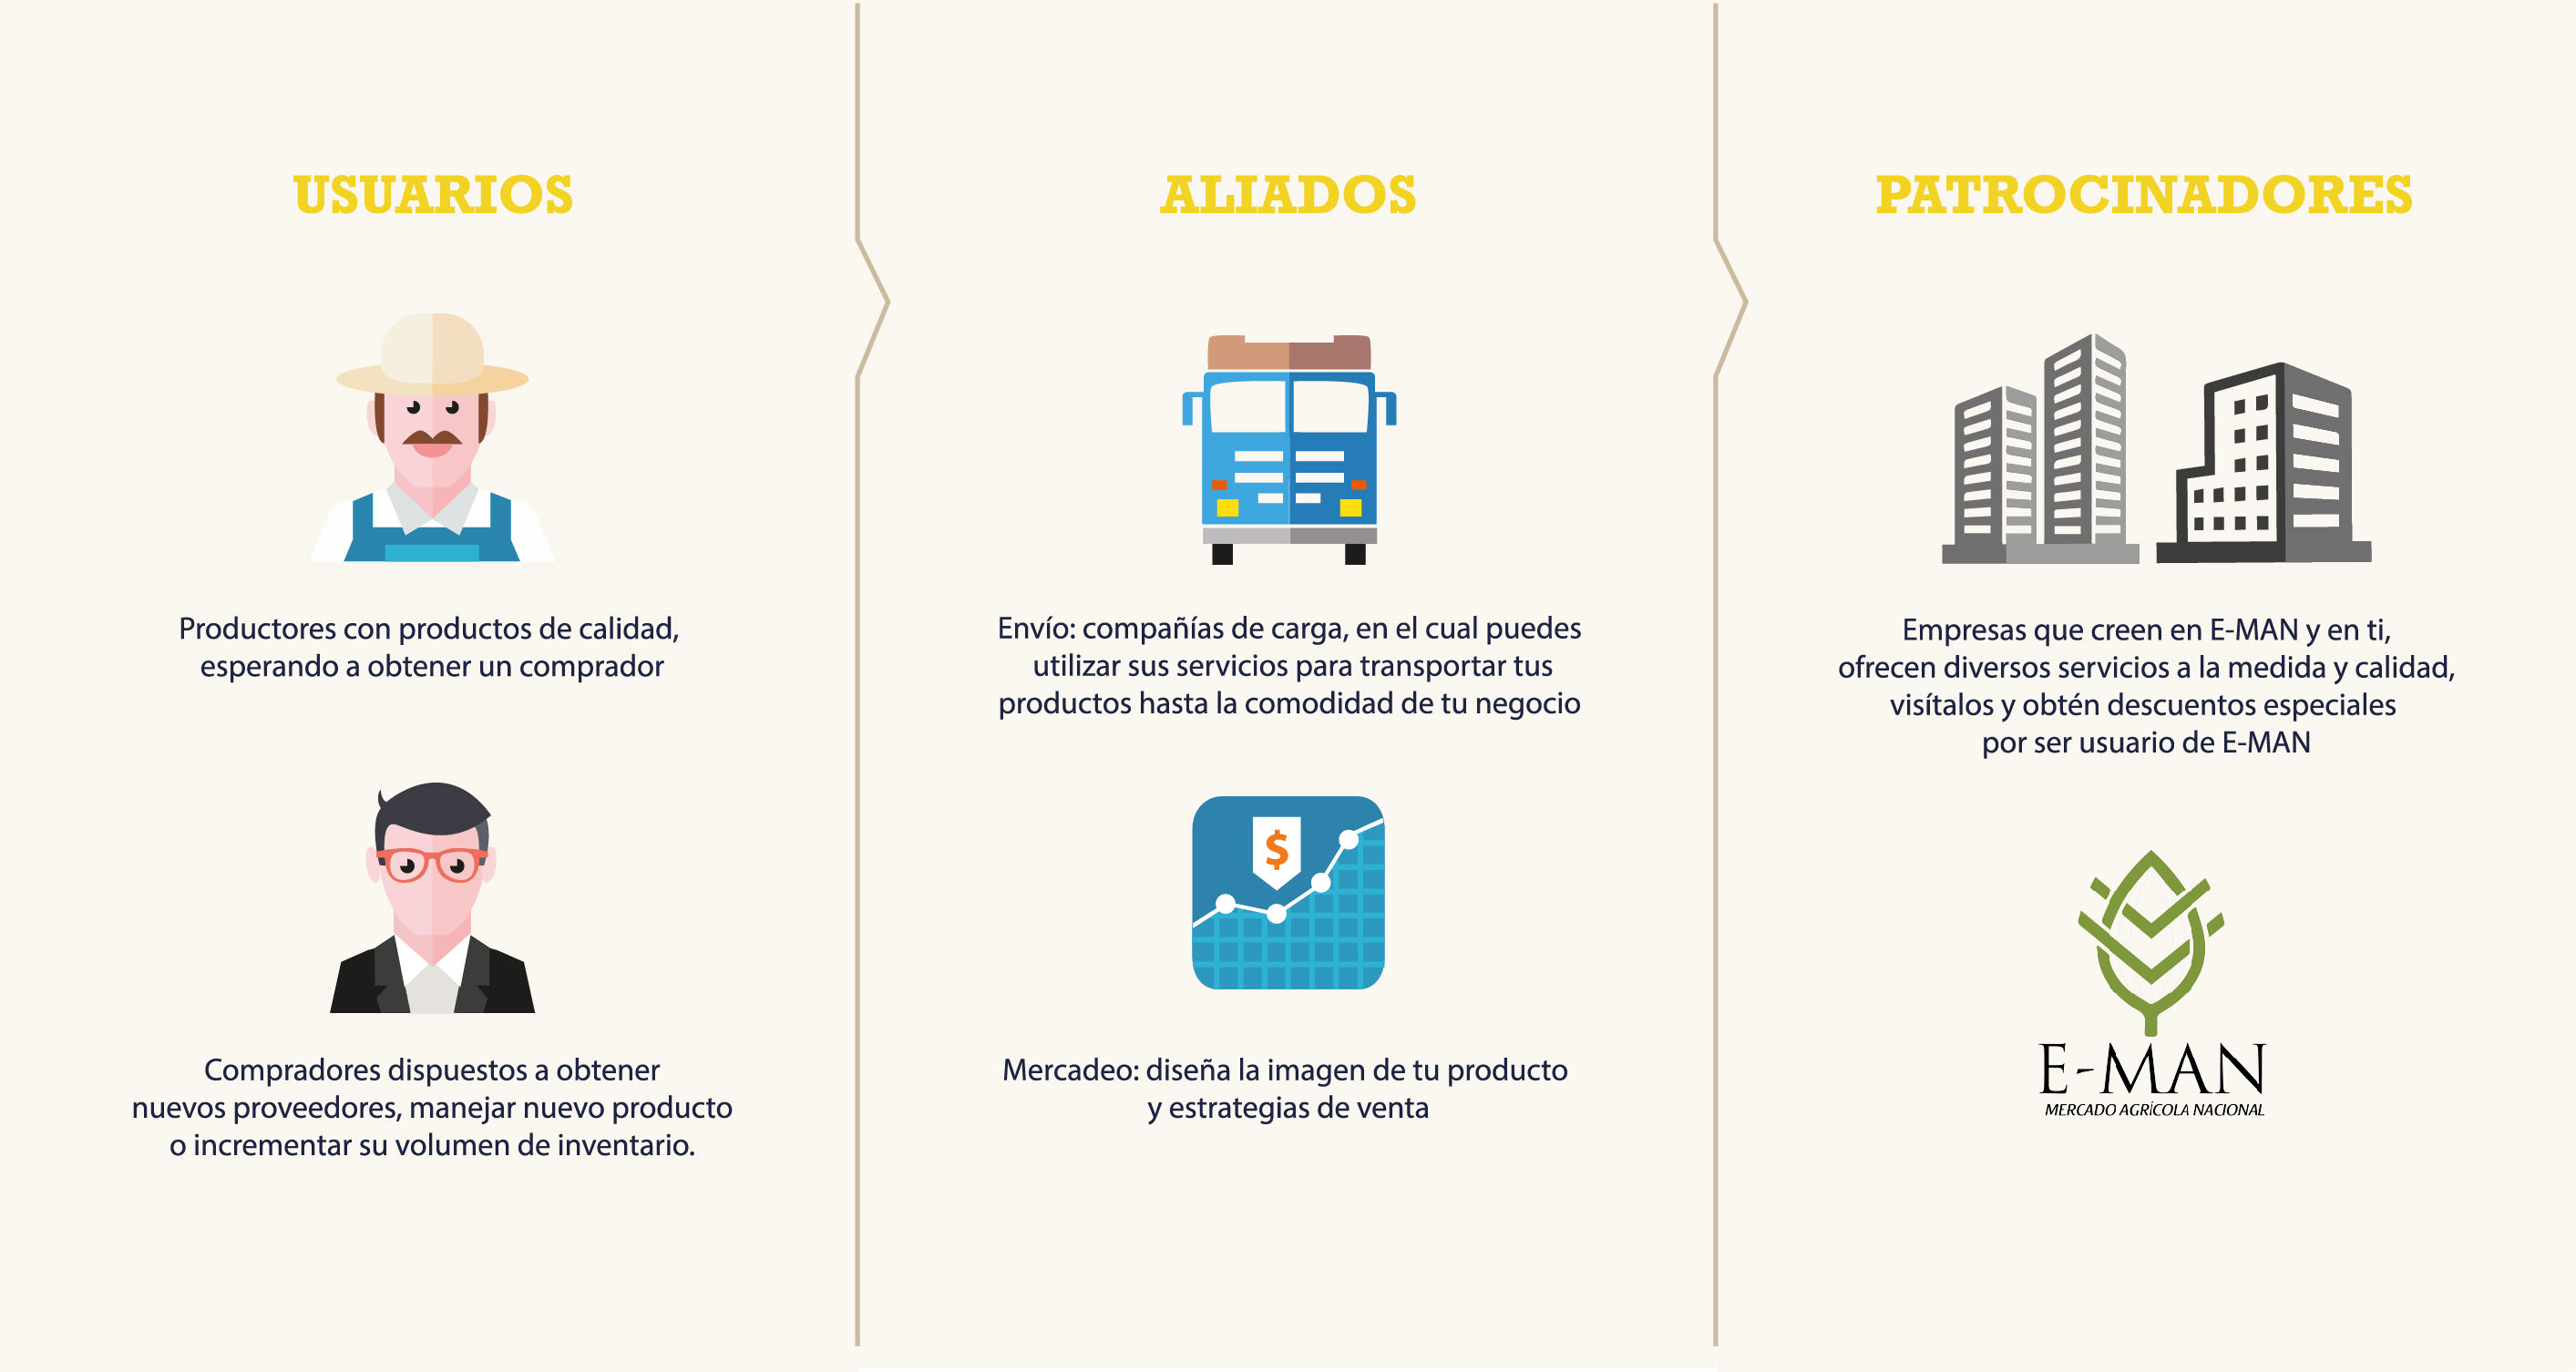 USUARIOS
Productores con productos de calidad,
esperando a obtener un comprador
Compradores dispuestos a obtener
nuevos proveedores, manejar nuevo producto
o incrementar su volumen de inventario.
ALIADOS
Envío: compañías de carga, en el cual puedes
utilizar sus servicios para transportar tus
productos hasta la comodidad de tu negocio
$
Mercadeo: diseña la imagen de tu producto
y estrategias de venta
PATROCINADORES
Empresas que creen en E-MAN y en ti,
ofrecen diversos servicios a la medida y calidad,
visítalos y obtén descuentos especiales
por ser usuario de E-MAN
E-MAN
MERCADO AGRÍCOLA NACIONAL